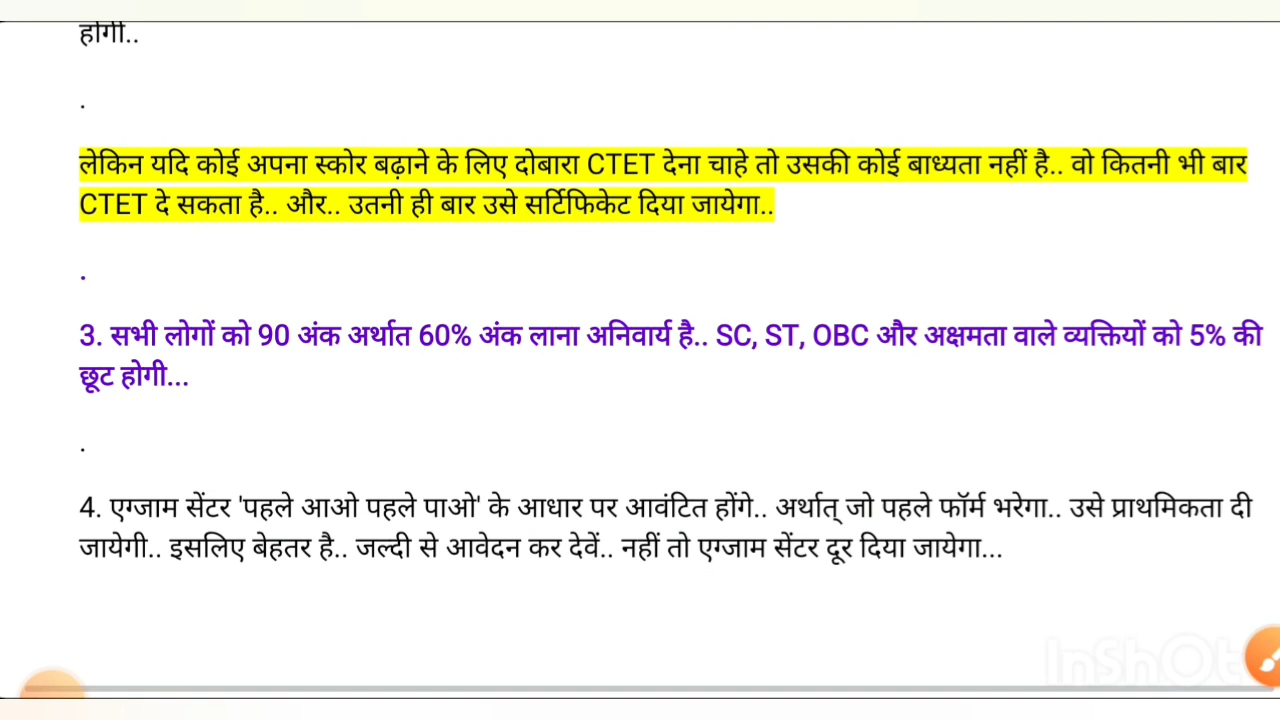 होगी..
.
लेकिन यदि कोई अपना स्कोर बढ़ाने के लिए दोबारा CTET देना चाहे तो उसकी कोई बाध्यता नहीं है.. वो कितनी भी बार
CTET दे सकता है.. और.. उतनी ही बार उसे सर्टिफिकेट दिया जायेगा..
.
3. सभी लोगों को 90 अंक अर्थात 60% अंक लाना अनिवार्य है.. SC, ST, OBC और अक्षमता वाले व्यक्तियों को 5% की
छूट होगी...
.
4. एग्जाम सेंटर 'पहले आओ पहले पाओ' के आधार पर आवंटित होंगे.. अर्थात् जो पहले फॉर्म भरेगा.. उसे प्राथमिकता दी
जायेगी.. इसलिए बेहतर है.. जल्दी से आवेदन कर देवें.. नहीं तो एग्जाम सेंटर दूर दिया जायेगा...
InShOt